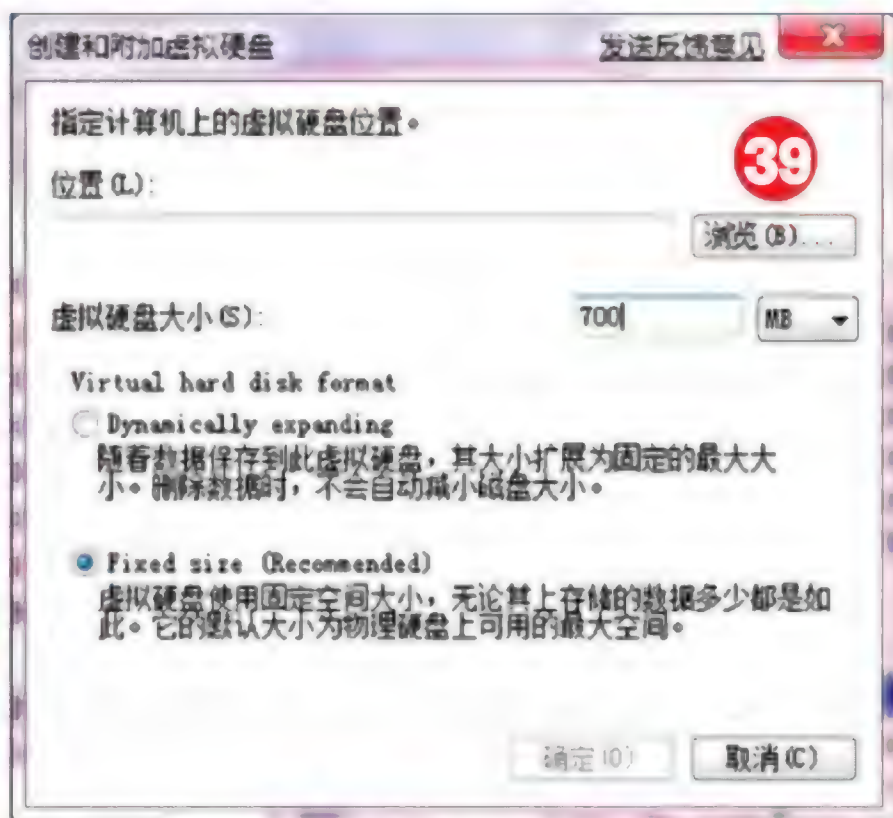 创建和附加虚拟硬盘 发送反馈意见
指定计算机上的虚拟硬盘位置。
39
位置(L):
浏览(B)...
虚拟硬盘大小(S): 700 MB
Virtual hard disk format
Dynamically expanding
随着数据保存到此虚拟硬盘，其大小扩展为固定的最大大
小。删除数据时，不会自动减小磁盘大小。
Fixed size (Recommended)
虚拟硬盘使用固定空间大小，无论其上存储的数据多少都是如
此。它的默认大小为物理硬盘上可用的最大空间。
确定(O) 取消(C)